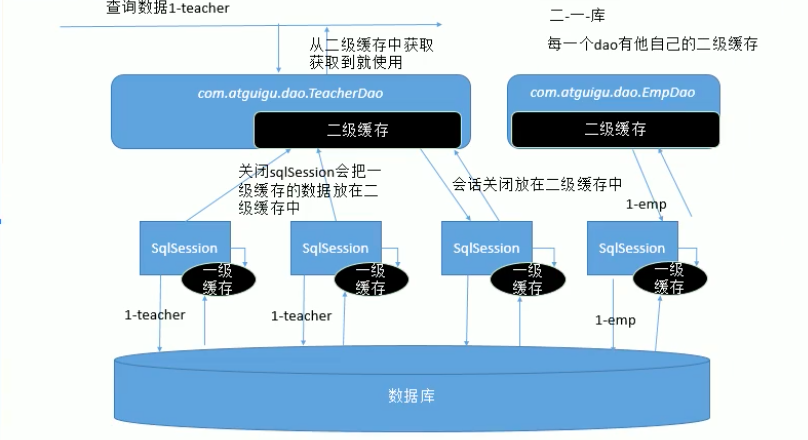 查询数据1-teacher
二-一-库
从二级缓存中获取
获取到就使用
每一个dao有他自己的二级缓存
com.atguigu.dao.TeacherDao
com.atguigu.dao.EmpDao
二级缓存
二级缓存
关闭sqlSession会把一
级缓存的数据放在二
级缓存中
会话关闭放在二级缓存中
1-emp
SqlSession
SqlSession
SqlSession
SqlSession
一级
缓存
一级
缓存
一级
缓存
一级
缓存
1-teacher
1-teacher
1-emp
数据库